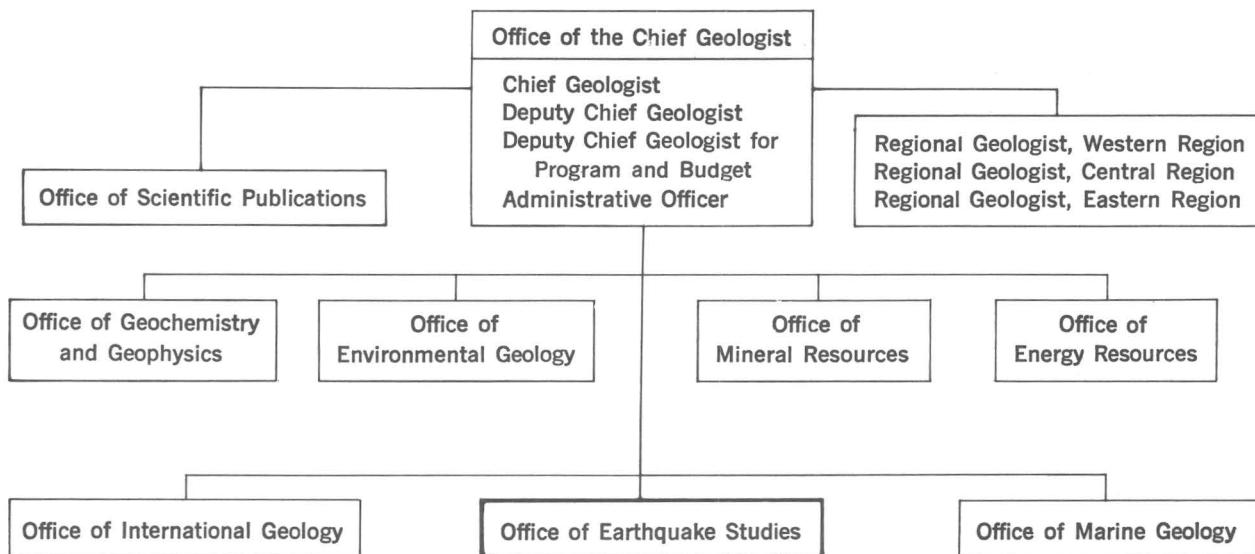 Office of the Chief Geologist
Chief Geologist
Deputy Chief Geologist
Deputy Chief Geologist for
Program and Budget
Administrative Officer
Office of Scientific Publications
Regional Geologist, Western Region
Regional Geologist, Central Region
Regional Geologist, Eastern Region
Office of Geochemistry
and Geophysics
Office of
Environmental Geology
Office of
Mineral Resources
Office of
Energy Resources
Office of International Geology
Office of Earthquake Studies
Office of Marine Geology